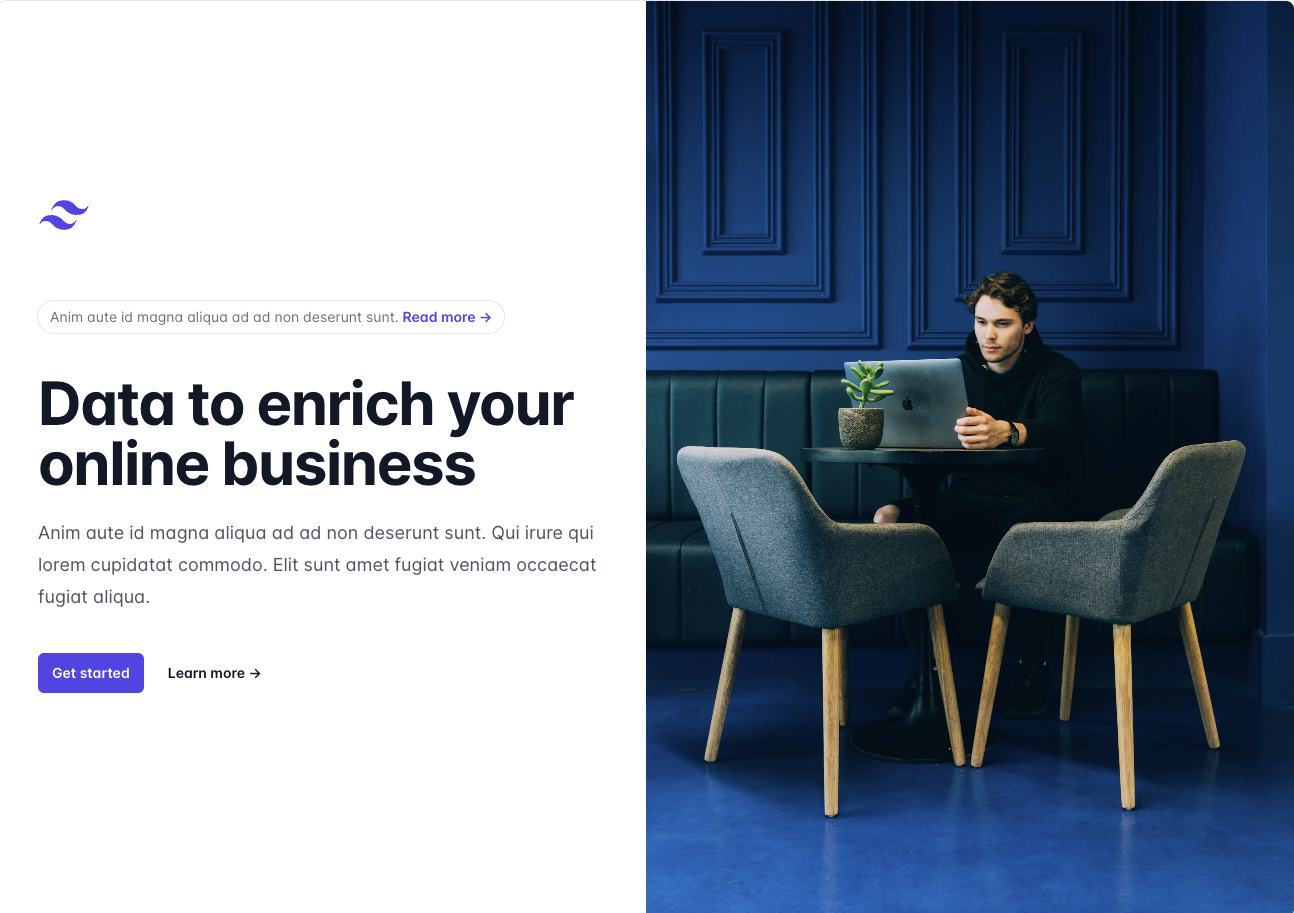 Anim aute id magna aliqua ad ad non deserunt sunt. Read more →
Data to enrich your
online business
Anim aute id magna aliqua ad ad non deserunt sunt. Qui irure qui
lorem cupidatat commodo. Elit sunt amet fugiat veniam occaecat
fugiat aliqua.
Get started
Learn more →